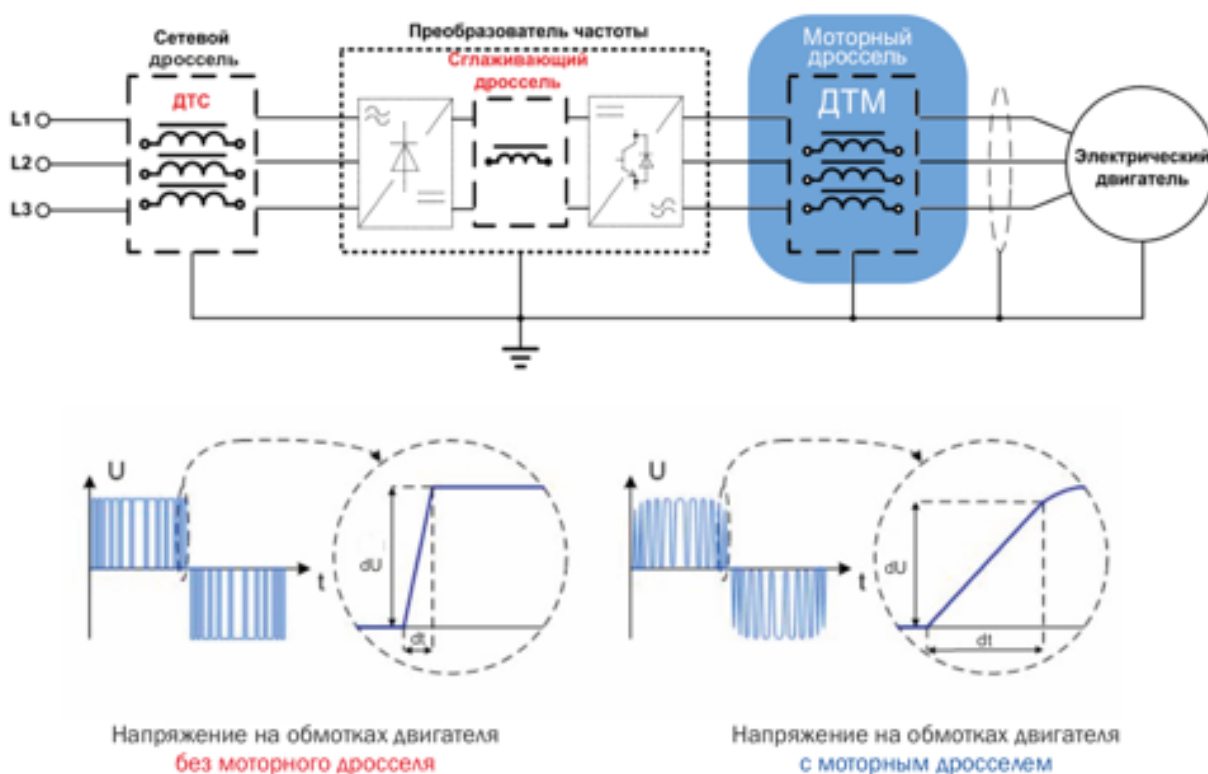 Сетевой
дроссель
ДТС
L1
L2
L3
Преобразователь частоты
Сглаживающий
дроссель
Моторный
дроссель
ДТМ
Электрический
двигатель
U
t
dU
dt
U
t
dU
dt
Напряжение на обмотках двигателя
без моторного дросселя
Напряжение на обмотках двигателя
с моторным дросселем